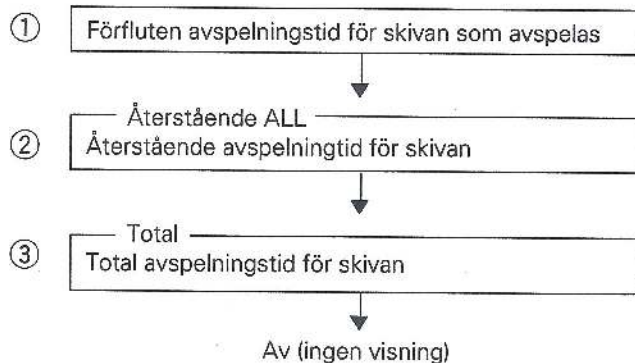 ① Förfluten avspelningstid för skivan som avspelas
Återstående ALL
② Återstående avspelningtid för skivan
Total
③ Total avspelningstid för skivan
Av (ingen visning)